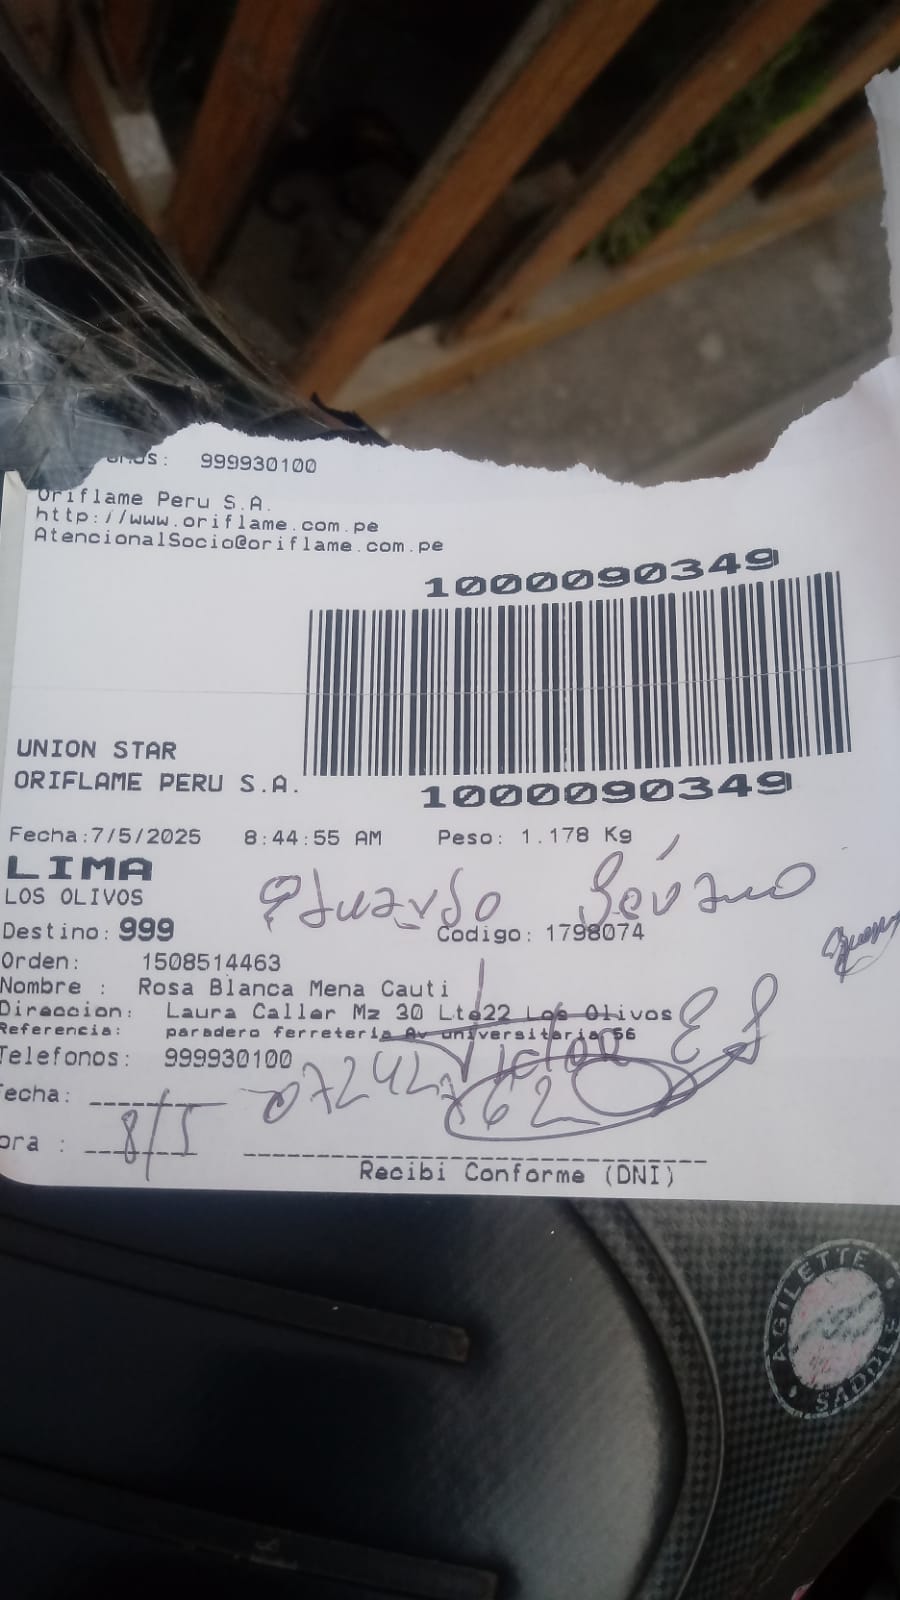 999930100
Oriflame Peru S.A.
http://www.oriflame.com.pe
AtencionalSocio@oriflame.com.pe
1000090349
1000090349
UNION STAR
ORIFLAME PERU S.A.
Fecha:7/5/2025 8:44:55 AM Peso: 1.178 Kg
LIMA
LOS OLIVOS
Destino: 999 Codigo: 1798074
Orden: 1508514463
Nombre : Rosa Blanca Mena Cauti
Direccion: Laura Caller Mz 30 Lte22 Los Olivos
Referencia: paradero ferreteria Av universitaria 56
Telefonos: 999930100
echa:
8/5
ora :
Recibi Conforme (DNI)
AGILETTE
SADDLE